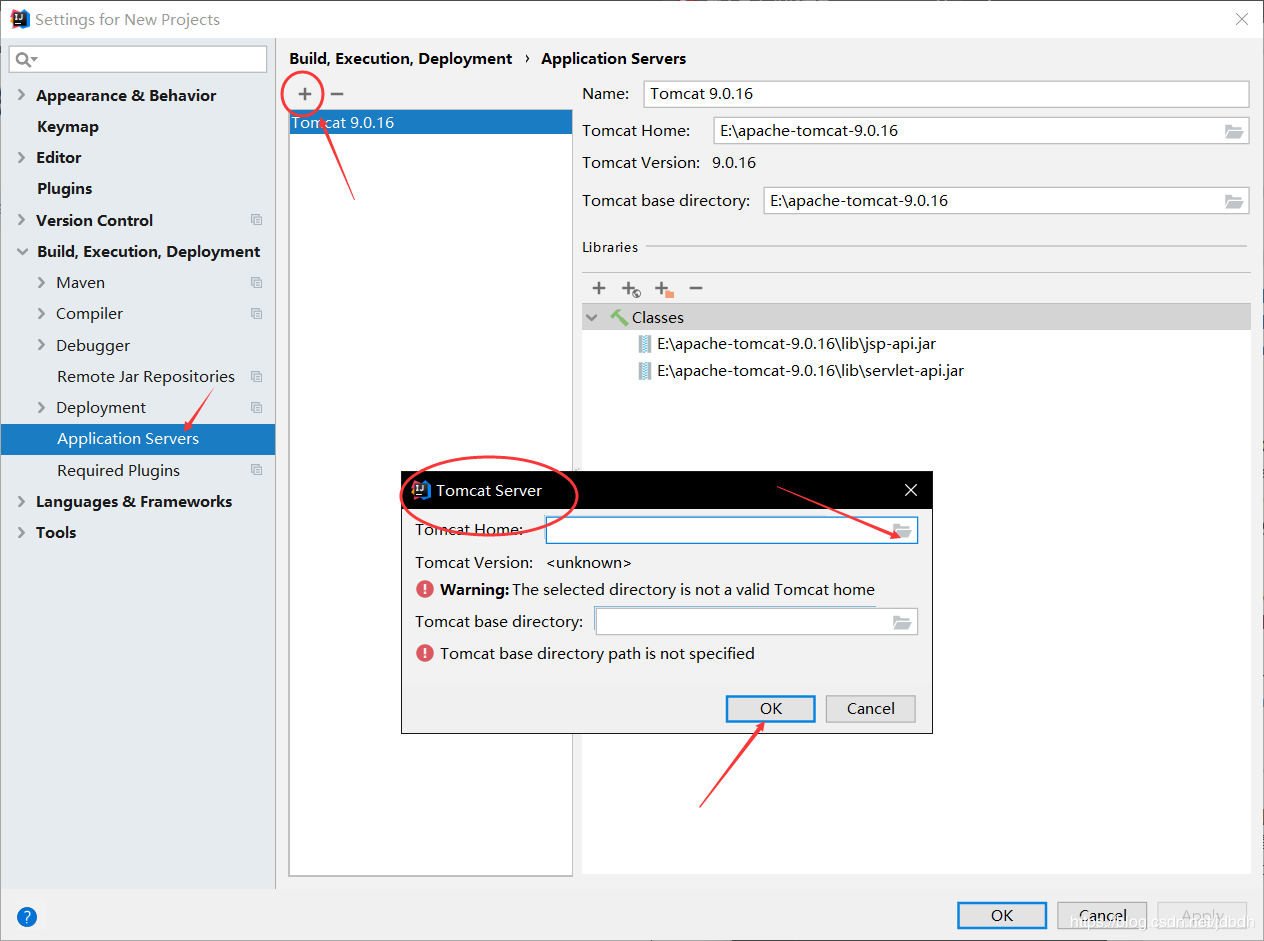 Settings for New Projects
Appearance & Behavior
Keymap
Editor
Plugins
Version Control
Build, Execution, Deployment
Maven
Compiler
Debugger
Remote Jar Repositories
Deployment
Application Servers
Required Plugins
Languages & Frameworks
Tools
Build, Execution, Deployment › Application Servers
Tomcat 9.0.16
Name: Tomcat 9.0.16
Tomcat Home: E:\apache-tomcat-9.0.16
Tomcat Version: 9.0.16
Tomcat base directory: E:\apache-tomcat-9.0.16
Libraries
Classes
E:\apache-tomcat-9.0.16\lib\jsp-api.jar
E:\apache-tomcat-9.0.16\lib\servlet-api.jar
Tomcat Server
Tomcat Home:
Tomcat Version: <unknown>
Warning: The selected directory is not a valid Tomcat home
Tomcat base directory:
Tomcat base directory path is not specified
OK Cancel
OK Cancel Apply
https://blog.csdn.net/jdbdh